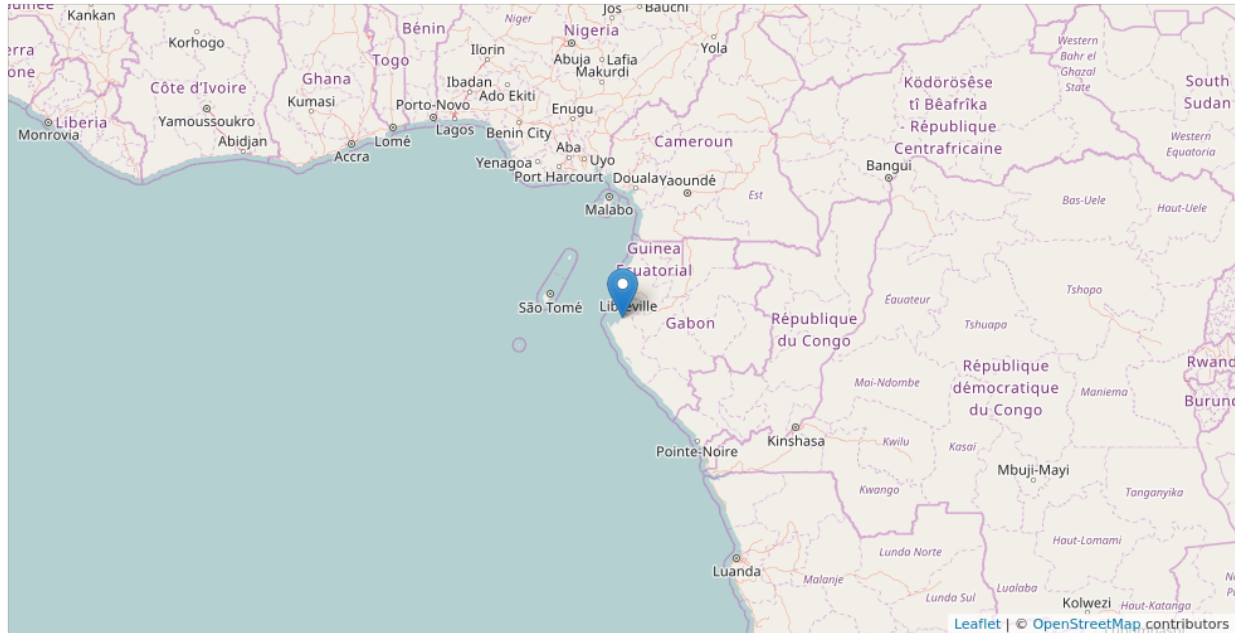 Kankan
Korhogo
Bénin
Niger
Jos
Bauchi
Nigeria
Ilorin
Abuja
Lafia
Makurdi
Yola
Togo
Ghana
Côte d'Ivoire
Kumasi
Yamoussoukro
Abidjan
Liberia
Monrovia
Accra
Lomé
Porto-Novo
Lagos
Ibadan
Ado Ekiti
Benin City
Enugu
Aba
Uyo
Yenagoa
Port Harcourt
Douala
Yaoundé
Malabo
Cameroun
Est
Ködörösêse
tî Bêafrîka
- République
Centrafricaine
Bangui
Western
Bahr el
Ghazal
State
South
Sudan
Western
Equatoria
Bas-Uele
Haut-Uele
Guinea
Ecuatorial
São Tomé
Libreville
Gabon
République
du Congo
Équateur
Tshopo
Tshuapa
République
démocratique
du Congo
Mai-Ndombe
Maniema
Kinshasa
Kwilu
Kasaï
Pointe-Noire
Mbuji-Mayi
Kwango
Tanganyika
Haut-Lomami
Lunda Norte
Luanda
Malanje
Lunda Sul
Lualaba
Kolwezi
Haut-Katanga
Leaflet | © OpenStreetMap contributors